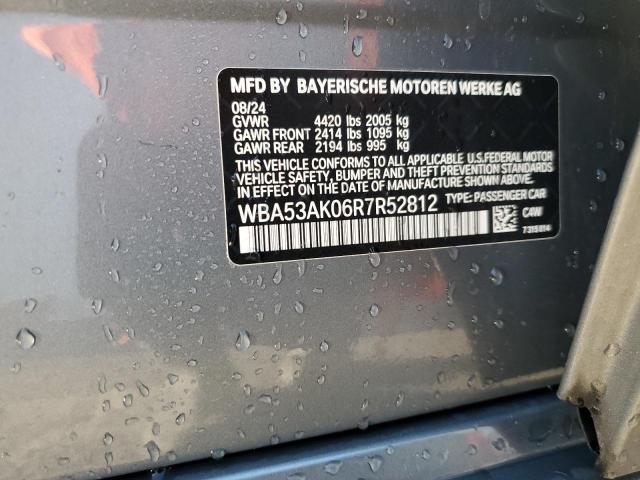 MFD BY BAYERISCHE MOTOREN WERKE AG
08/24
GVWR 4420 lbs 2005 kg
GAWR FRONT 2414 lbs 1095 kg
GAWR REAR 2194 lbs 995 kg
THIS VEHICLE CONFORMS TO ALL APPLICABLE U.S.FEDERAL MOTOR
VEHICLE SAFETY, BUMPER AND THEFT PREVENTION STANDARDS
IN EFFECT ON THE DATE OF MANUFACTURE SHOWN ABOVE.
WBA53AK06R7R52812 TYPE: PASSENGER CAR
C4W
7315014